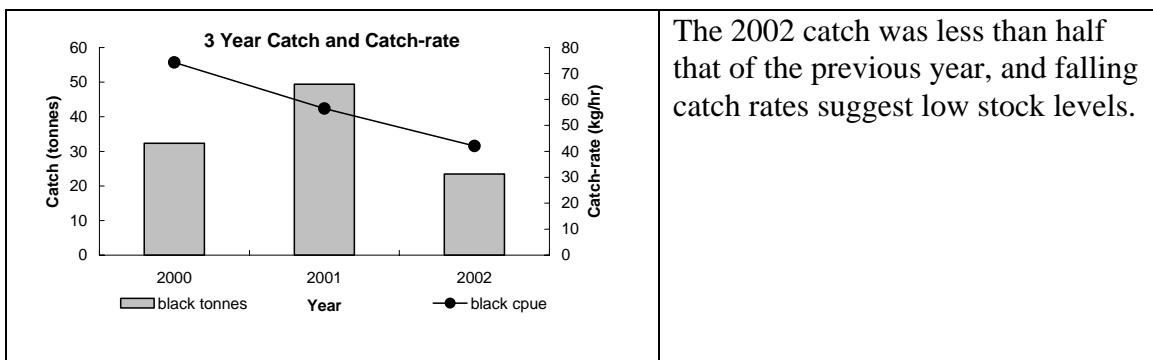 3 Year Catch and Catch-rate
60
50
40
30
20
10
0
Catch (tonnes)
80
70
60
50
40
30
20
10
0
Catch-rate (kg/hr)
2000 2001 2002
black tonnes Year black cpue
The 2002 catch was less than half
that of the previous year, and falling
catch rates suggest low stock levels.